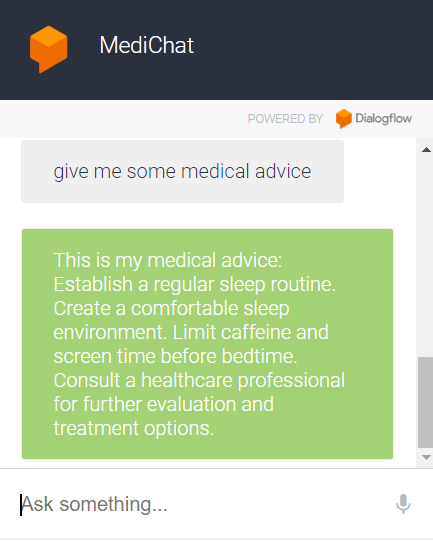 MediChat
POWERED BY Dialogflow
give me some medical advice
This is my medical advice:
Establish a regular sleep routine.
Create a comfortable sleep
environment. Limit caffeine and
screen time before bedtime.
Consult a healthcare professional
for further evaluation and
treatment options.
Ask something...